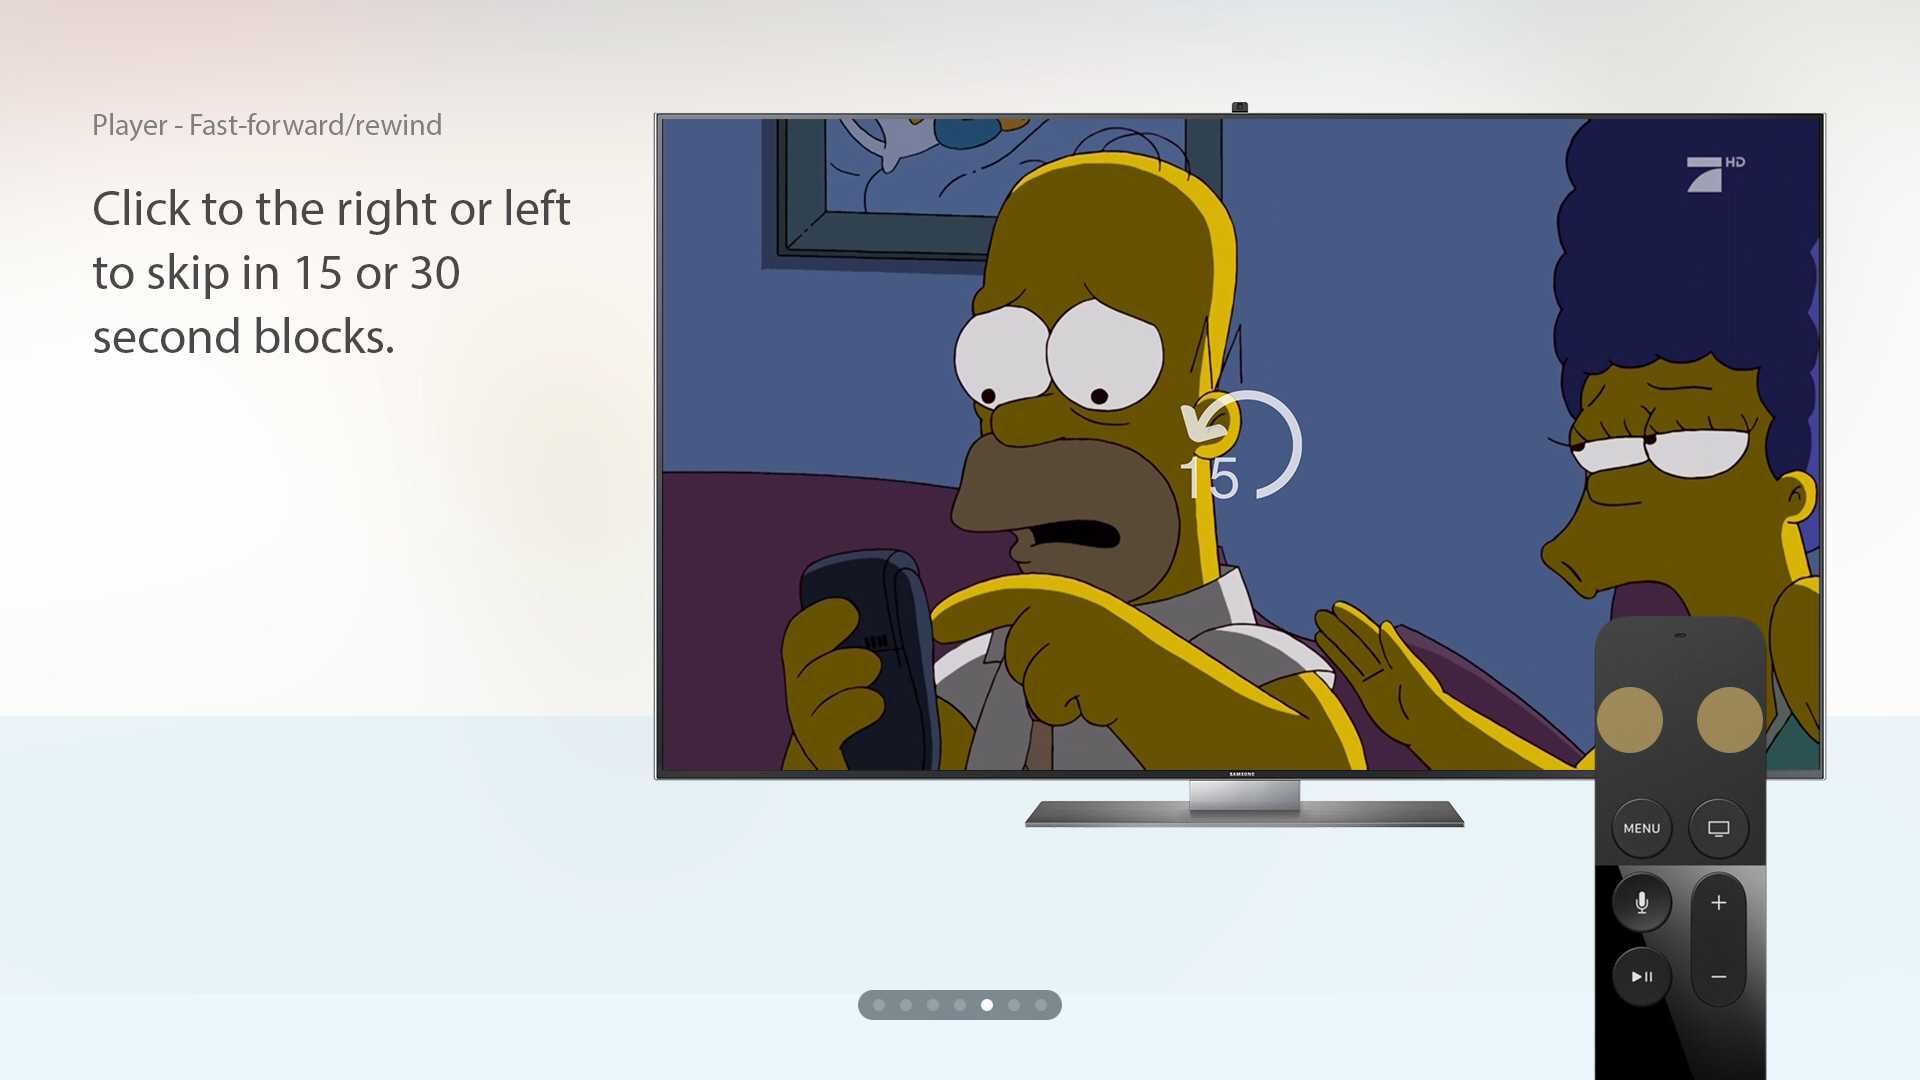 Player - Fast-forward/rewind
Click to the right or left
to skip in 15 or 30
second blocks.
HD
15
SAMSUNG
MENU